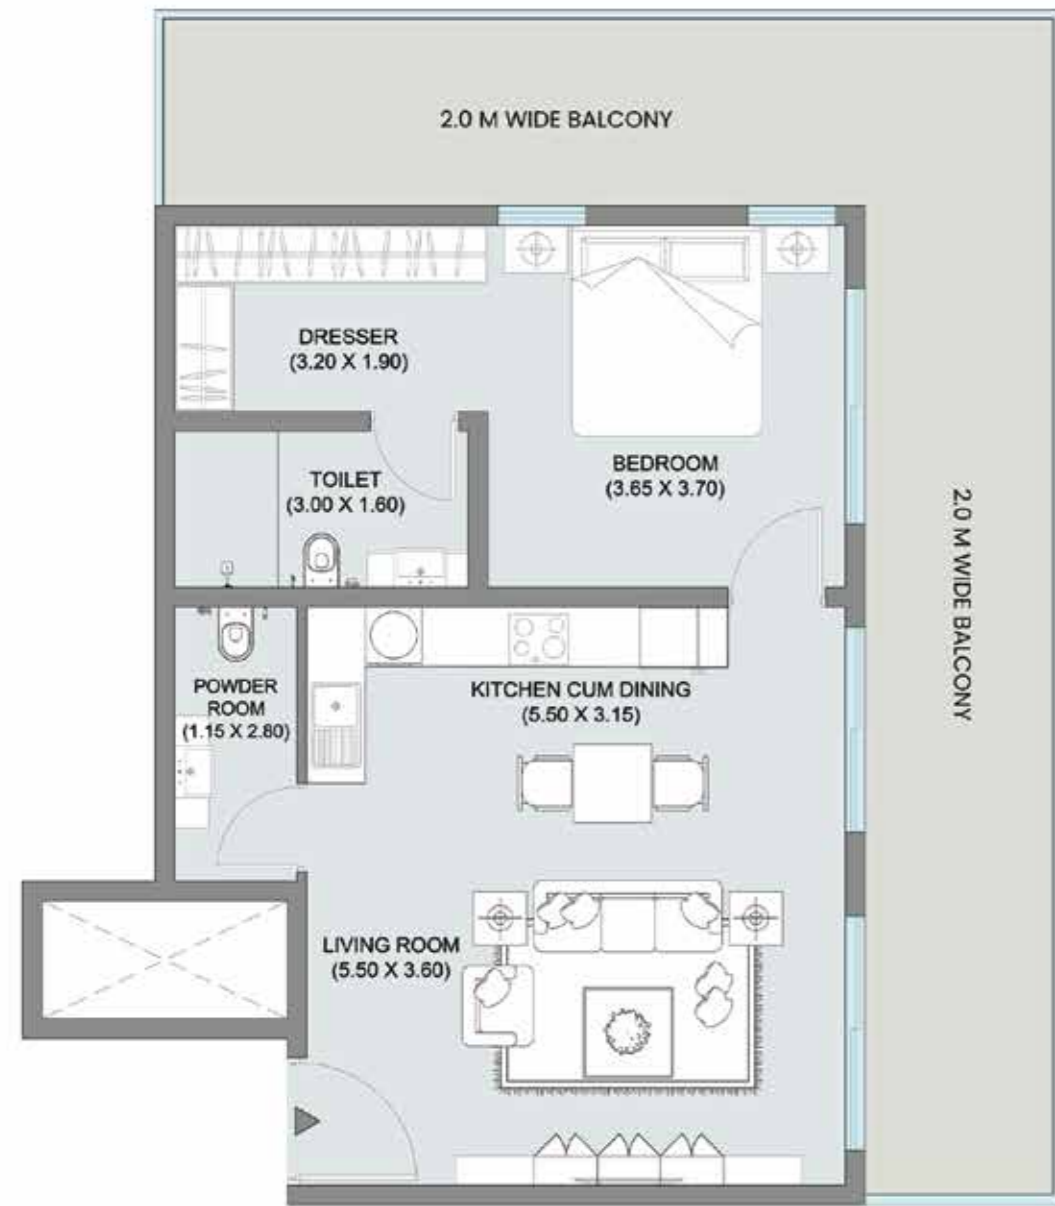 2.0 M WIDE BALCONY
DRESSER
(3.20 X 1.90)
TOILET
(3.00 X 1.60)
BEDROOM
(3.65 X 3.70)
2.0 M WIDE BALCONY
POWDER
ROOM
(1.15 X 2.80)
KITCHEN CUM DINING
(5.50 X 3.15)
LIVING ROOM
(5.50 X 3.60)